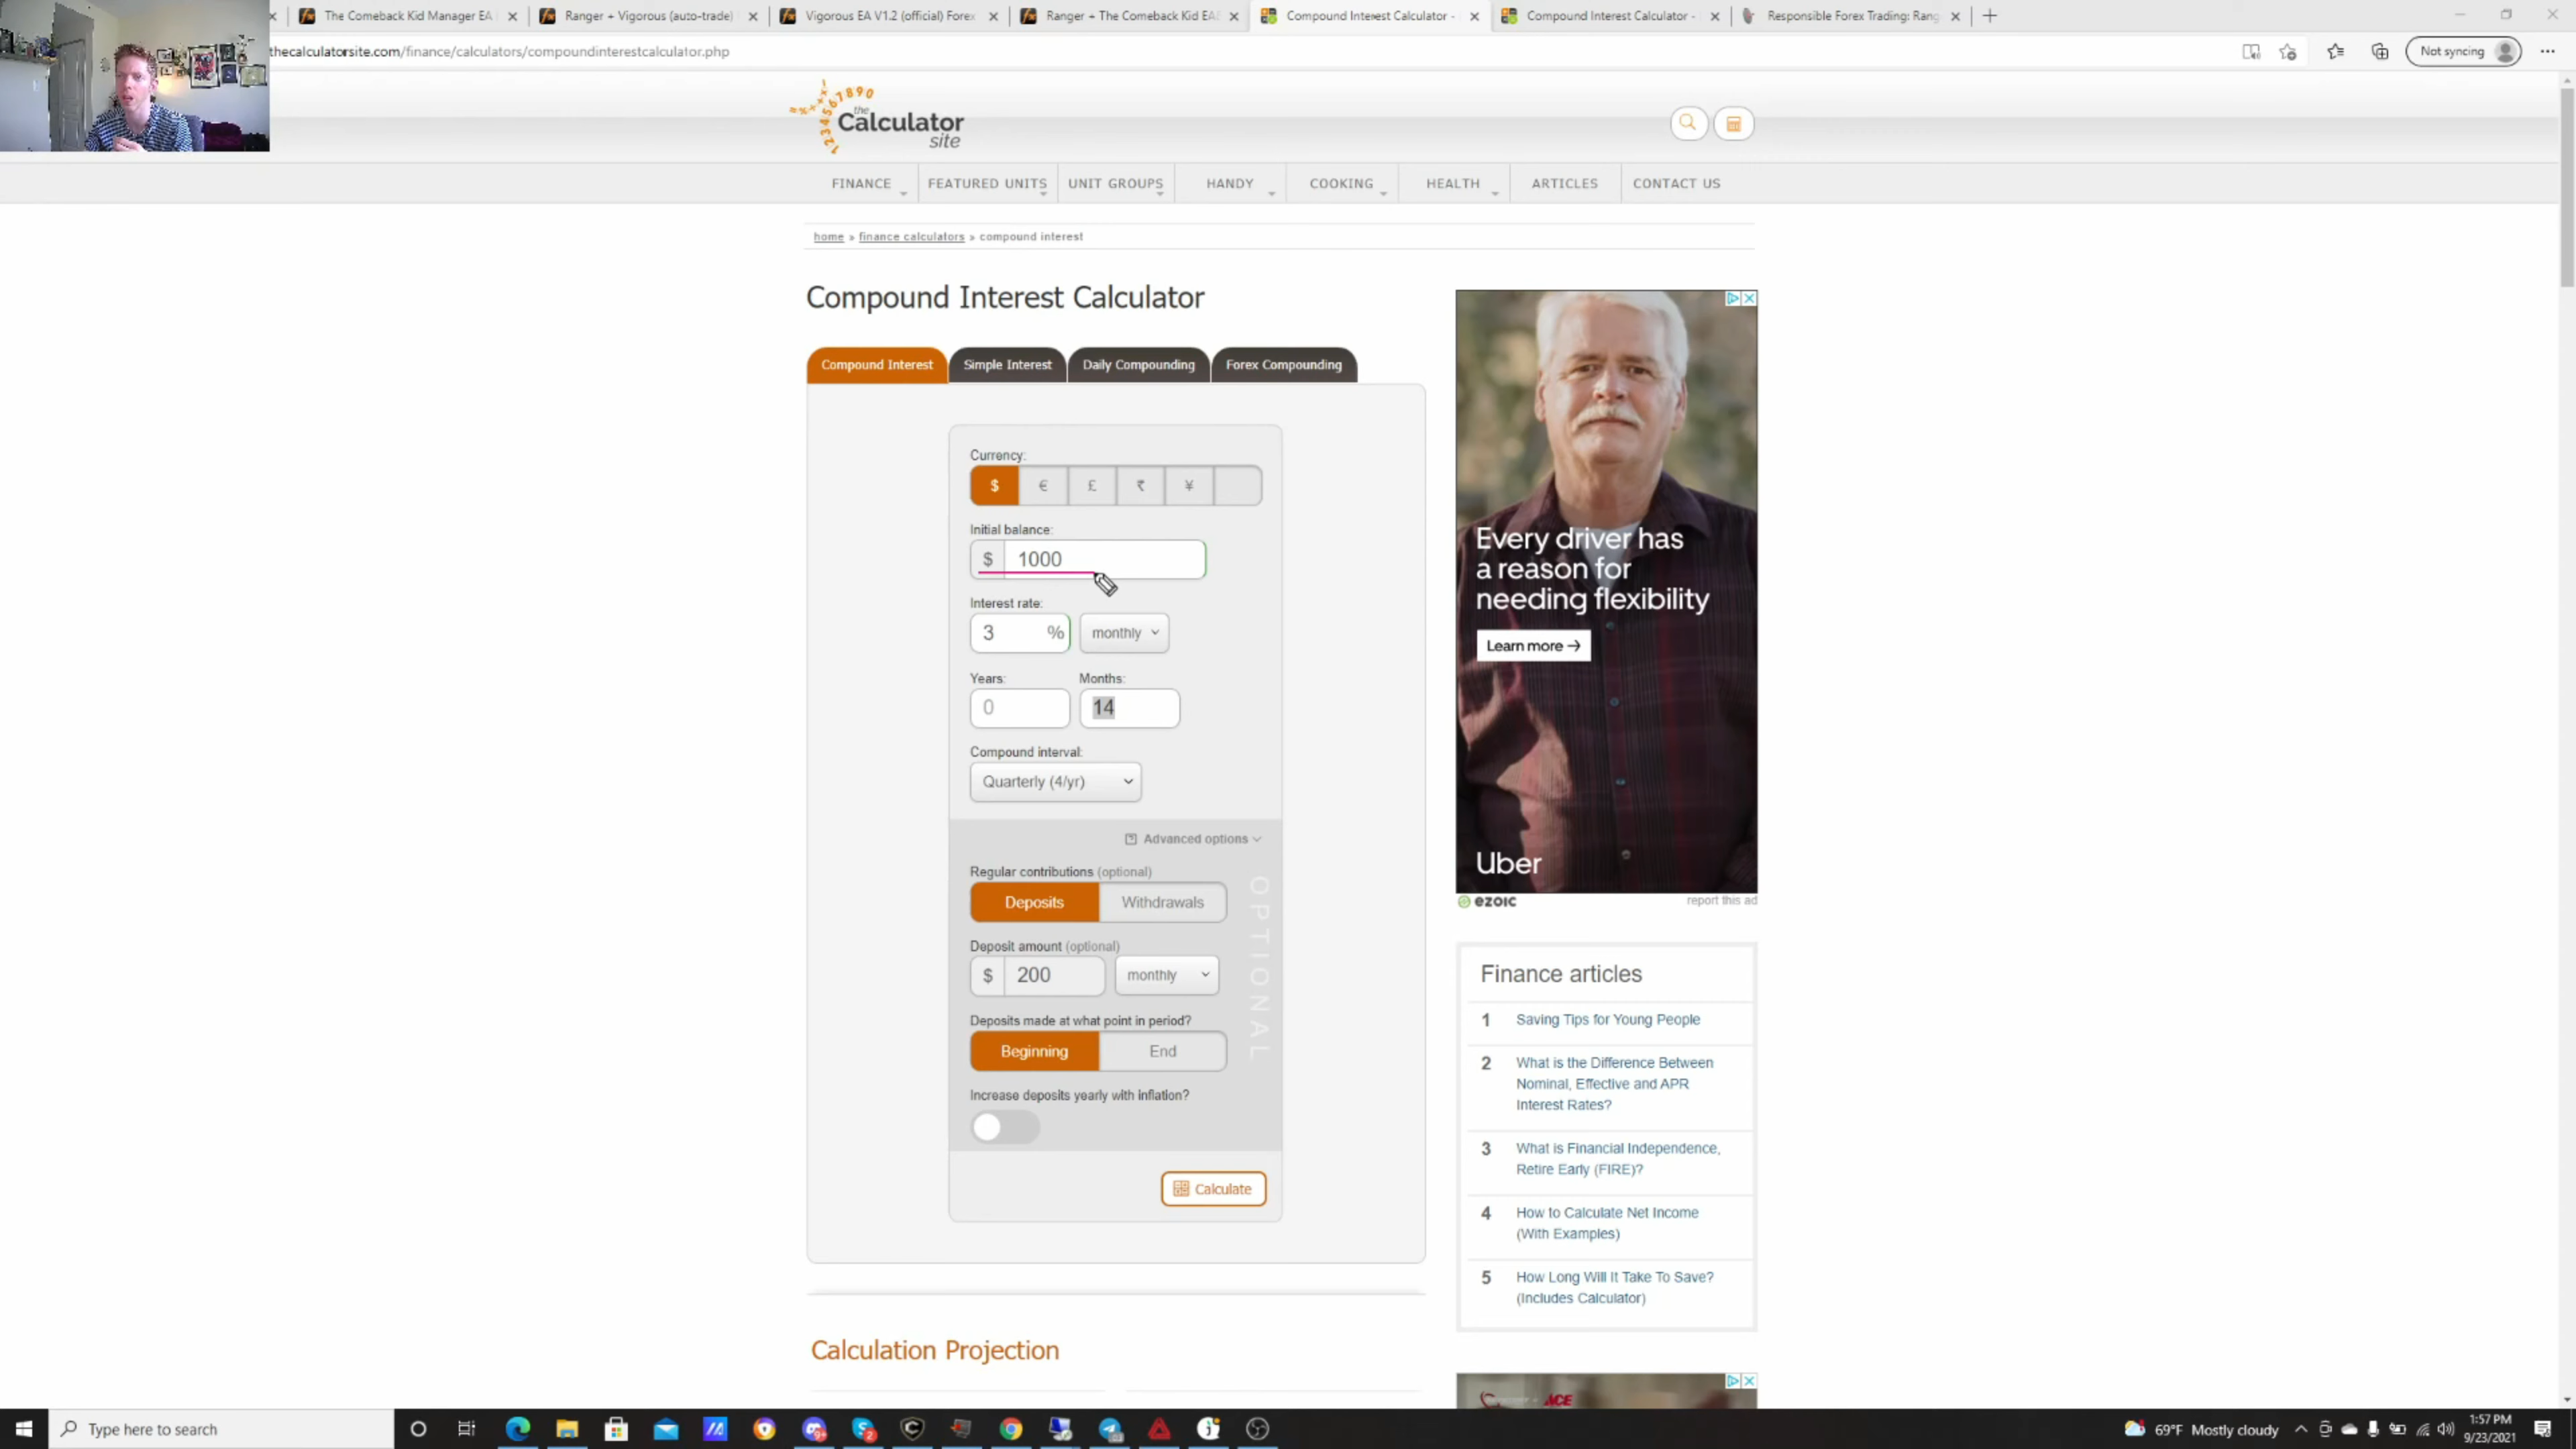 The Comeback Kid Manager EA
Ranger + Vigorous (auto-trade)
Vigorous EA V1.2 (official) Forex
Ranger + The Comeback Kid EA
Compound Interest Calculator -
Compound Interest Calculator -
Responsible Forex Trading: Rang
thecalculatorsite.com/finance/calculators/compoundinterestcalculator.php
Not syncing
1234567890
the
Calculator
site
FINANCE
FEATURED UNITS
UNIT GROUPS
HANDY
COOKING
HEALTH
ARTICLES
CONTACT US
home » finance calculators » compound interest
Compound Interest Calculator
Compound Interest
Simple Interest
Daily Compounding
Forex Compounding
Currency:
$ € £ ₹ ¥
Initial balance:
$ 1000
Interest rate:
3 % monthly
Years: Months:
0 14
Compound interval:
Quarterly (4/yr)
Advanced options
Regular contributions (optional)
Deposits Withdrawals
Deposit amount (optional)
$ 200 monthly
Deposits made at what point in period?
Beginning End
Increase deposits yearly with inflation?
OPTIONAL
Calculate
Calculation Projection
Every driver has
a reason for
needing flexibility
Learn more →
Uber
ezoic
report this ad
Finance articles
1 Saving Tips for Young People
2 What is the Difference Between
Nominal, Effective and APR
Interest Rates?
3 What is Financial Independence,
Retire Early (FIRE)?
4 How to Calculate Net Income
(With Examples)
5 How Long Will It Take To Save?
(Includes Calculator)
ACE
Type here to search
69°F Mostly cloudy
1:57 PM
9/23/2021